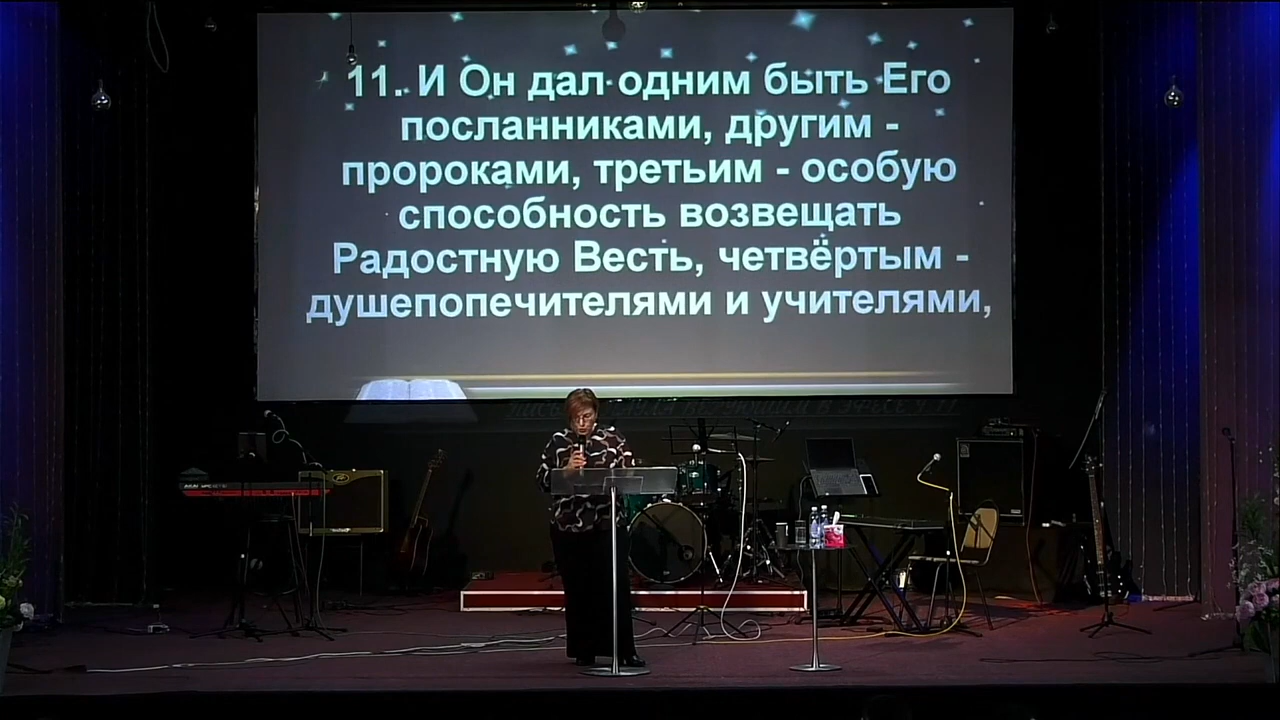 11. И Он дал одним быть Его
посланниками, другим -
пророками, третьим - особую
способность возвещать
Радостную Весть, четвёртым -
душепопечителями и учителями,